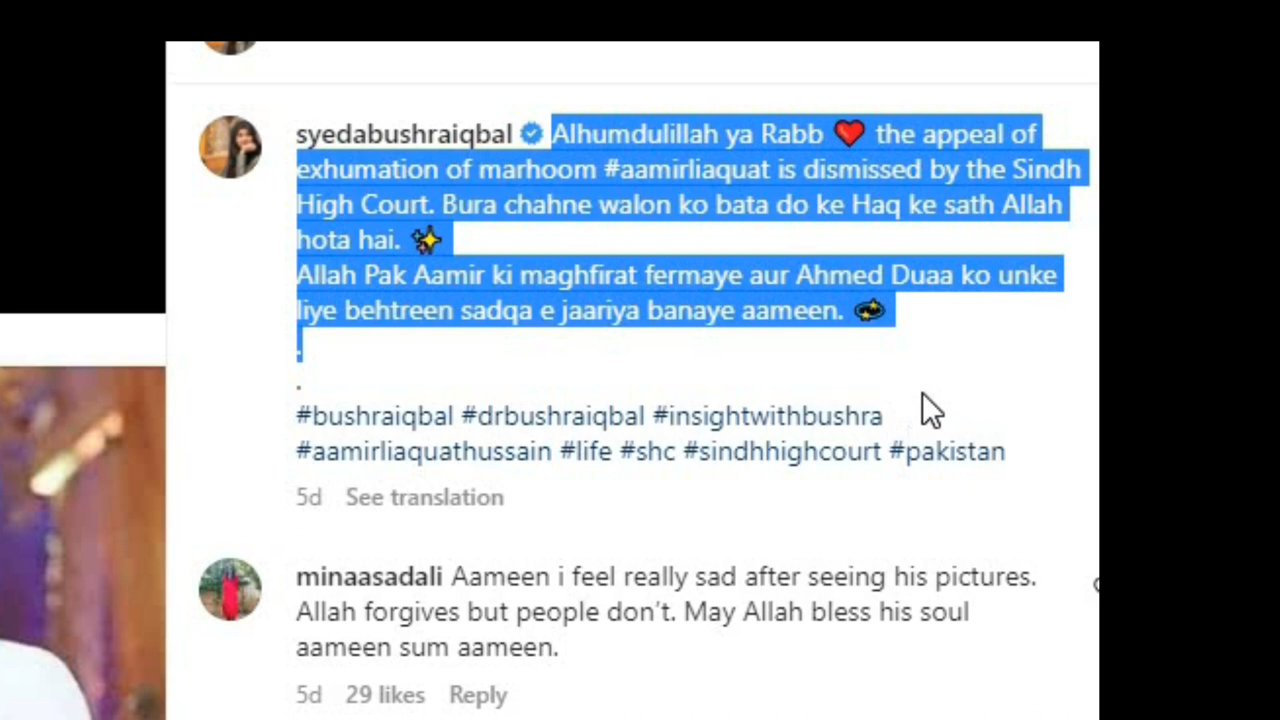 syedabushraiqbal Alhumdulillah ya Rabb ❤️ the appeal of
exhumation of marhoom #aamirliaquat is dismissed by the Sindh
High Court. Bura chahne walon ko bata do ke Haq ke sath Allah
hota hai. ✨
Allah Pak Aamir ki maghfirat fermaye aur Ahmed Duaa ko unke
liye behtreen sadqa e jaariya banaye aameen. 💫
.
.
#bushraiqbal #drbushraiqbal #insightwithbushra
#aamirliaquathussain #life #shc #sindhhighcourt #pakistan
5d See translation
minaasadali Aameen i feel really sad after seeing his pictures.
Allah forgives but people don't. May Allah bless his soul
aameen sum aameen.
5d 29 likes Reply